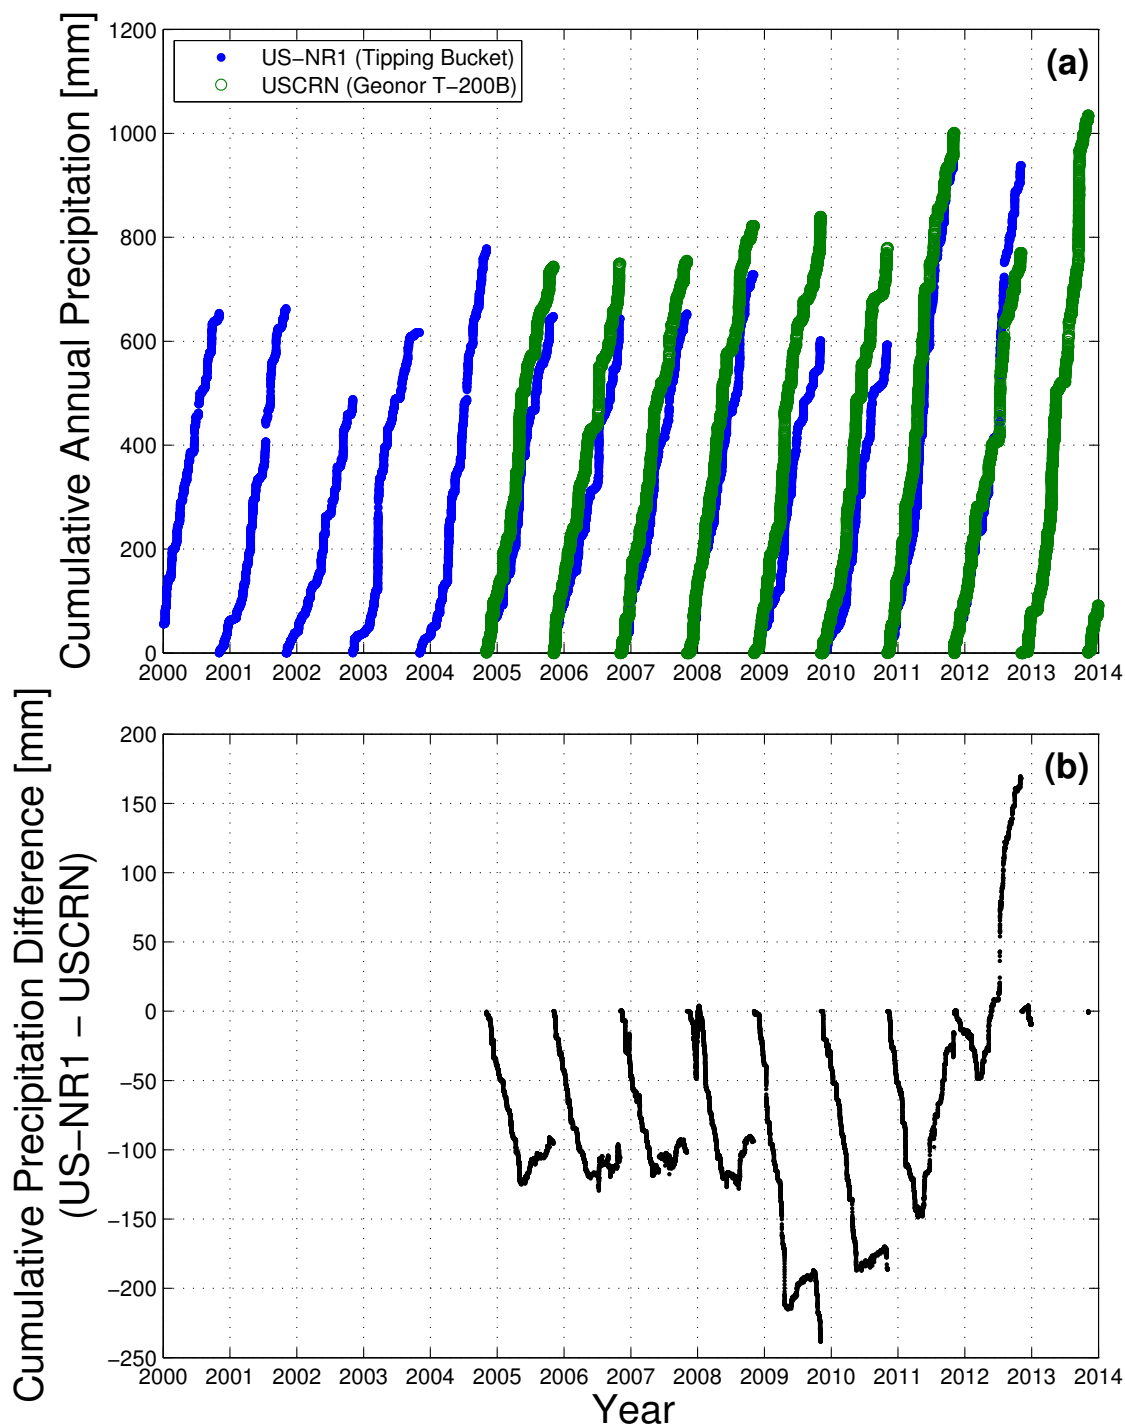 Cumulative Annual Precipitation [mm]
1200
1000
800
600
400
200
0
US−NR1 (Tipping Bucket)
USCRN (Geonor T−200B)
(a)
2000 2001 2002 2003 2004 2005 2006 2007 2008 2009 2010 2011 2012 2013 2014
Cumulative Precipitation Difference [mm]
(US−NR1 − USCRN)
200
150
100
50
0
−50
−100
−150
−200
−250
(b)
2000 2001 2002 2003 2004 2005 2006 2007 2008 2009 2010 2011 2012 2013 2014
Year